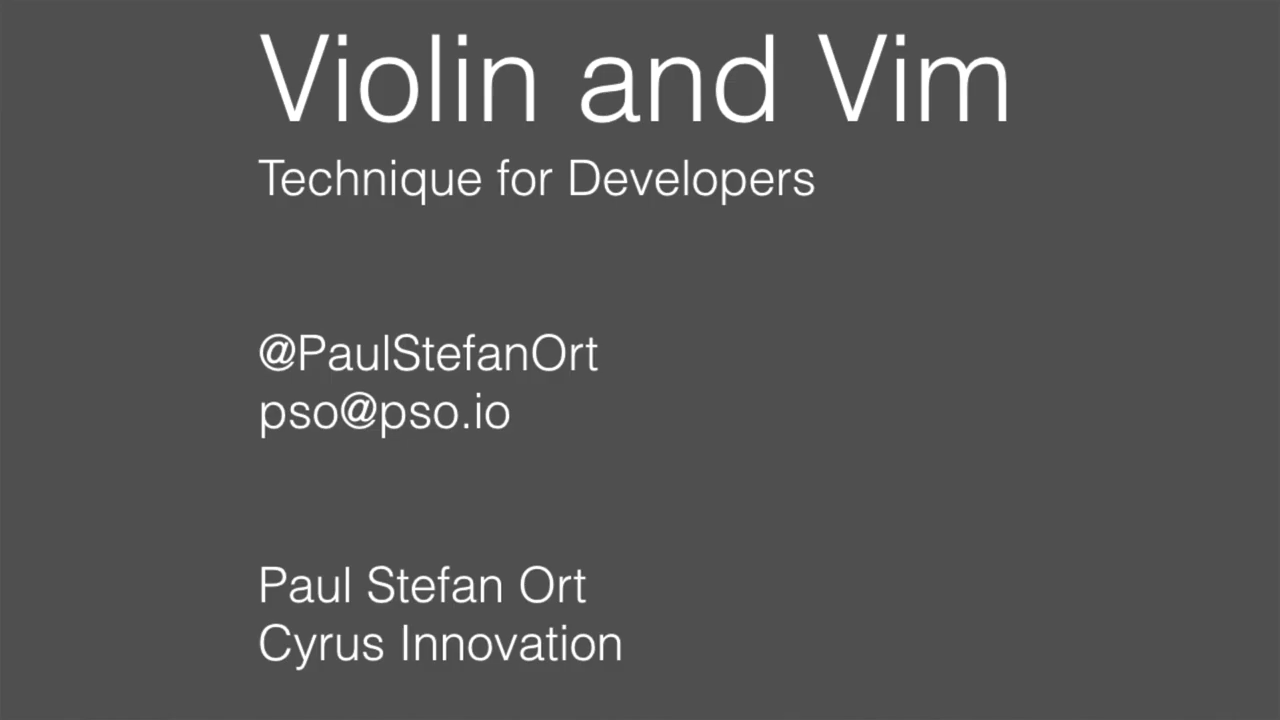 Violin and Vim
Technique for Developers
@PaulStefanOrt
pso@pso.io
Paul Stefan Ort
Cyrus Innovation